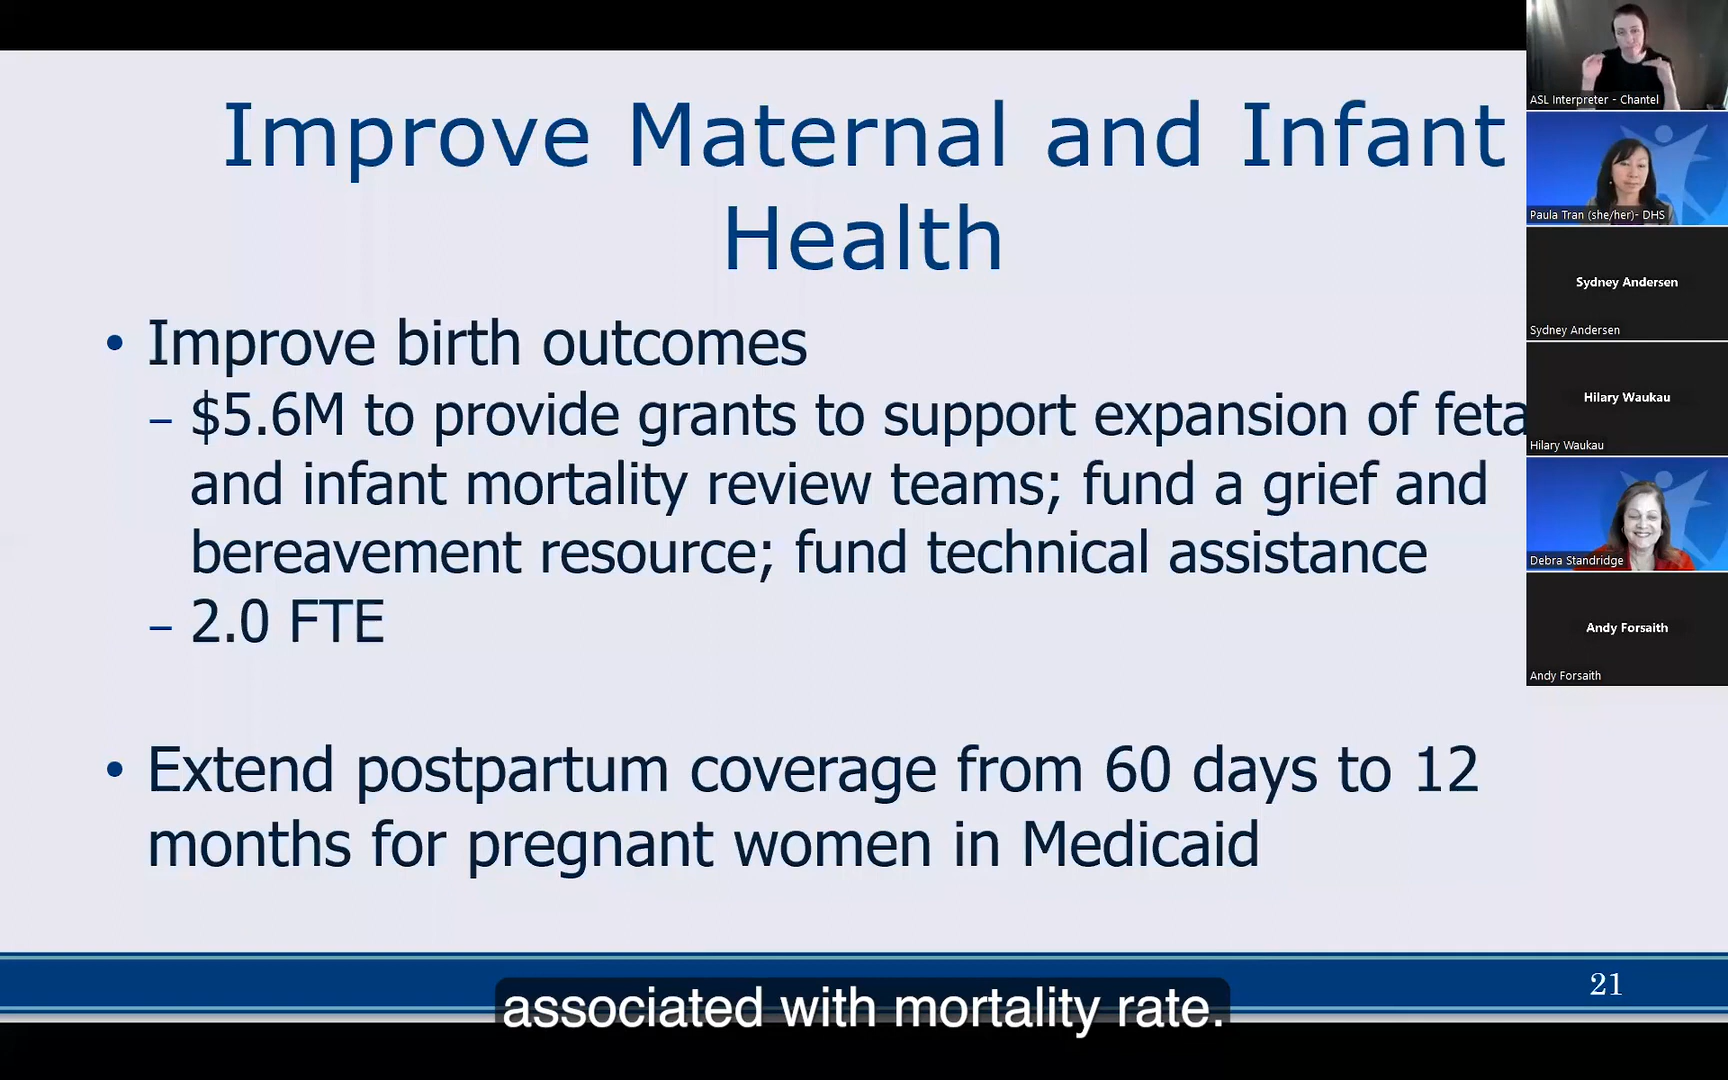 Improve Maternal and Infant
Health
• Improve birth outcomes
– $5.6M to provide grants to support expansion of feta
and infant mortality review teams; fund a grief and
bereavement resource; fund technical assistance
– 2.0 FTE
• Extend postpartum coverage from 60 days to 12
months for pregnant women in Medicaid
21
associated with mortality rate.
ASL Interpreter - Chantel
Paula Tran (she/her)- DHS
Sydney Andersen
Sydney Andersen
Hilary Waukau
Hilary Waukau
Debra Standridge
Andy Forsaith
Andy Forsaith